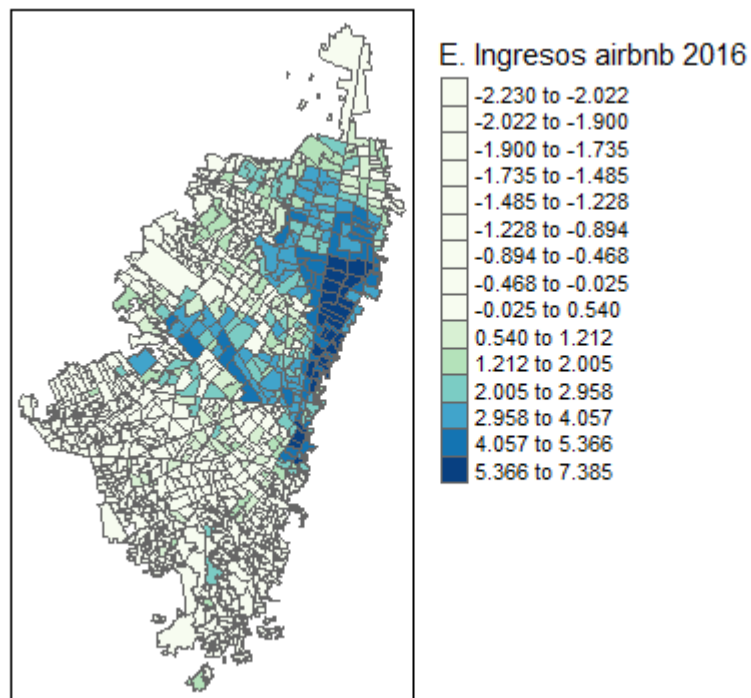 E. Ingresos airbnb 2016
-2.230 to -2.022
-2.022 to -1.900
-1.900 to -1.735
-1.735 to -1.485
-1.485 to -1.228
-1.228 to -0.894
-0.894 to -0.468
-0.468 to -0.025
-0.025 to 0.540
0.540 to 1.212
1.212 to 2.005
2.005 to 2.958
2.958 to 4.057
4.057 to 5.366
5.366 to 7.385